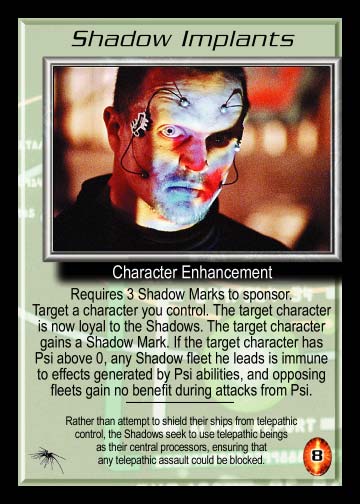 Shadow Implants
Character Enhancement
Requires 3 Shadow Marks to sponsor.
Target a character you control. The target character
is now loyal to the Shadows. The target character
gains a Shadow Mark. If the target character has
Psi above 0, any Shadow fleet he leads is immune
to effects generated by Psi abilities, and opposing
fleets gain no benefit during attacks from Psi.
Rather than attempt to shield their ships from telepathic
control, the Shadows seek to use telepathic beings
as their central processors, ensuring that
any telepathic assault could be blocked.
8